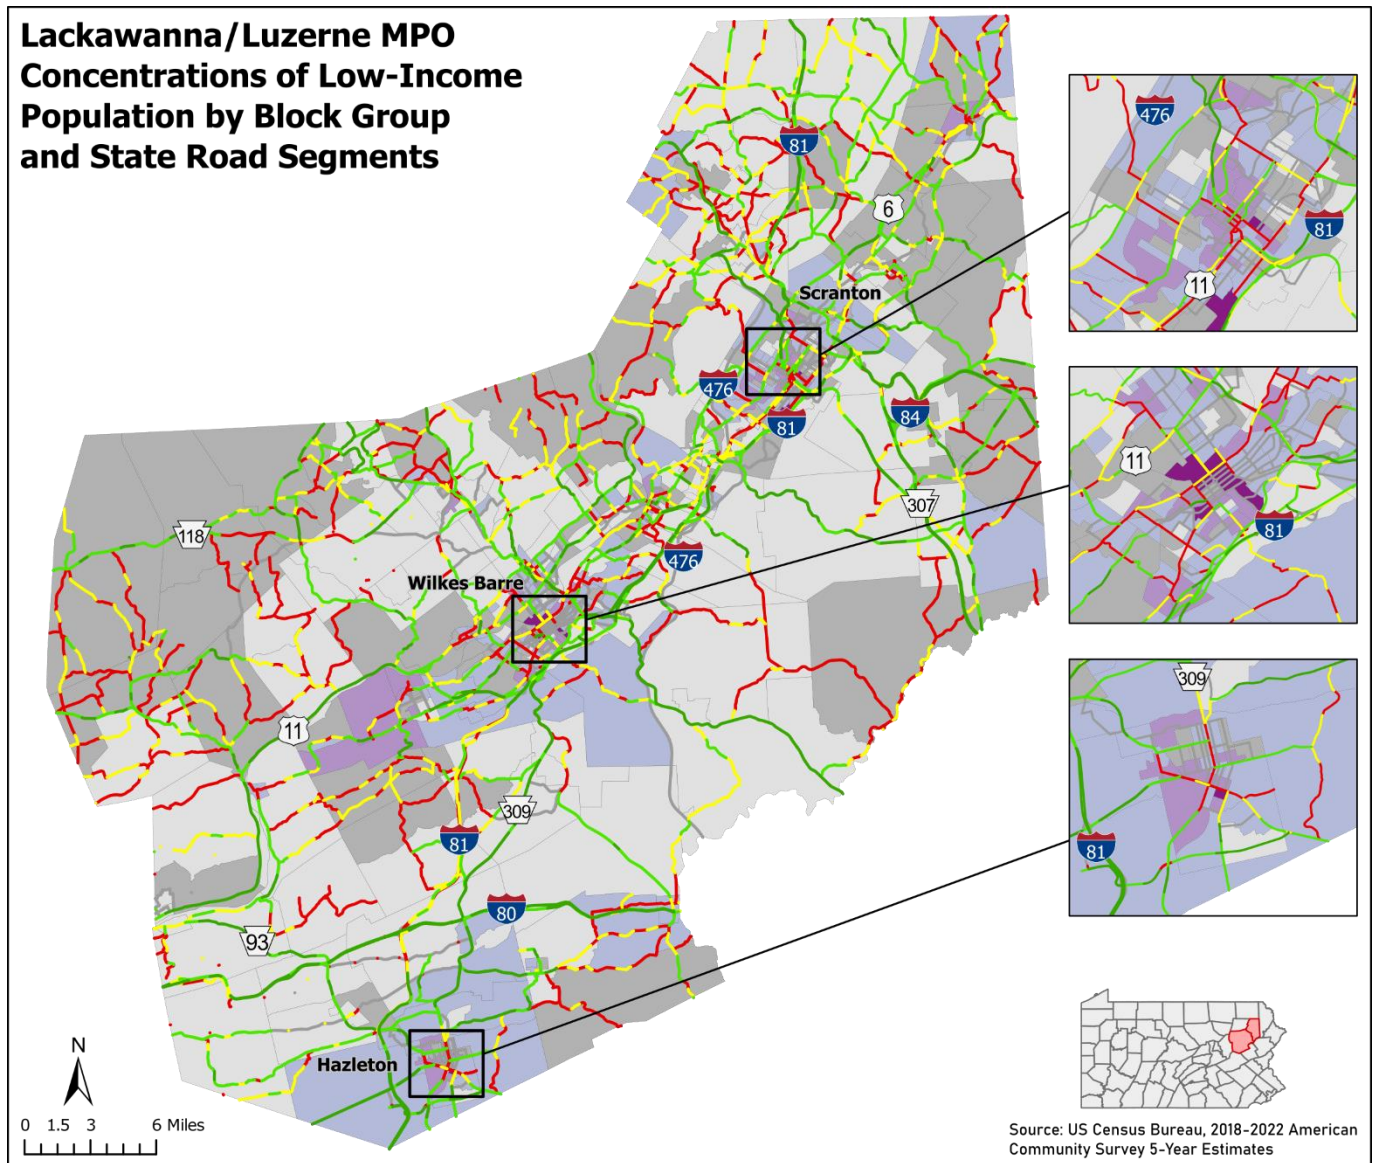 Lackawanna/Luzerne MPO
Concentrations of Low-Income
Population by Block Group
and State Road Segments
81
6
476
81
11
Scranton
476
81
84
11
81
307
118
476
Wilkes Barre
11
309
309
81
81
80
93
Hazleton
N
0 1.5 3 6 Miles
Source: US Census Bureau, 2018-2022 American
Community Survey 5-Year Estimates